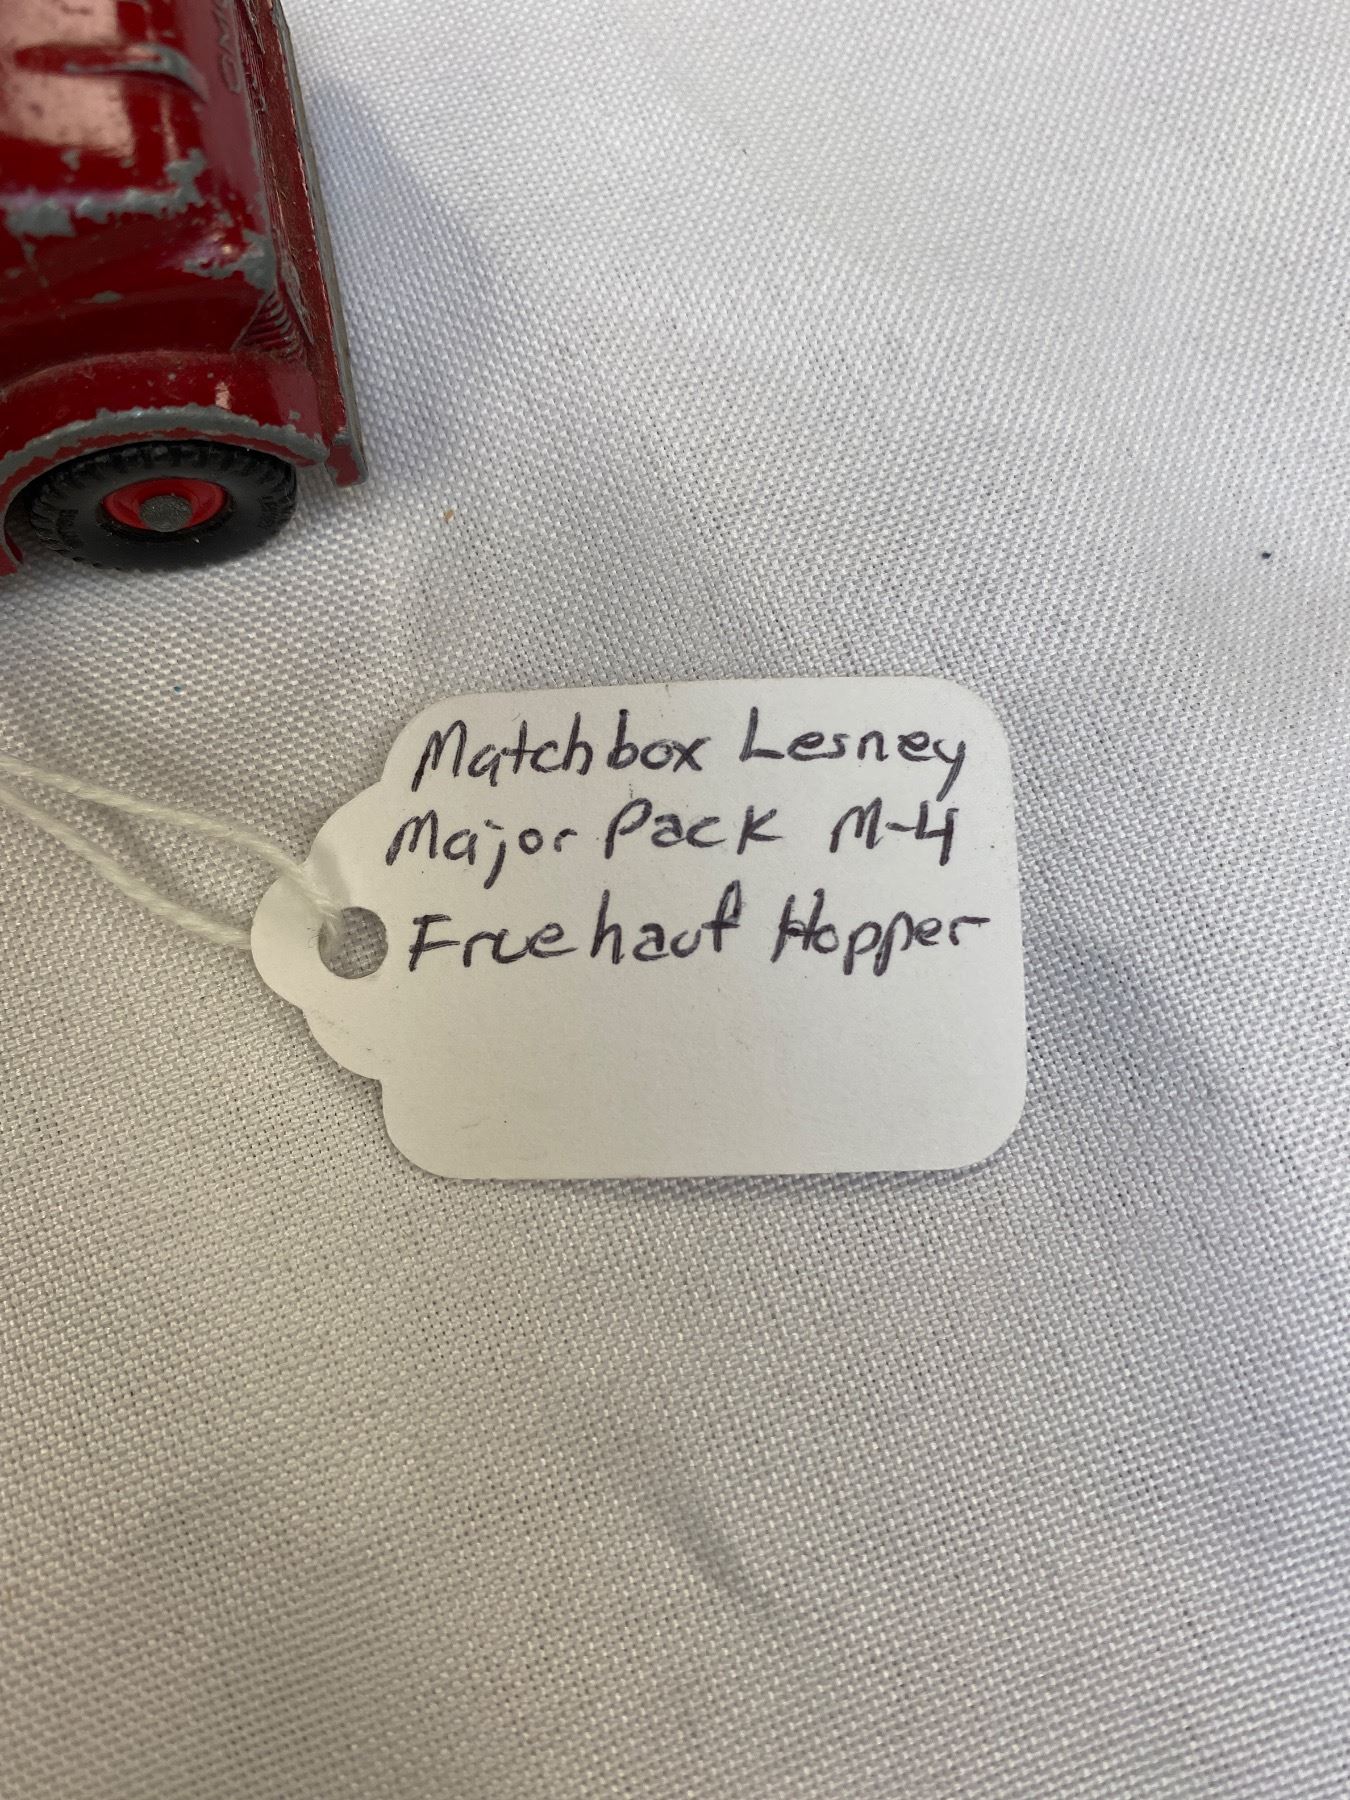 Matchbox Lesney
Major Pack M-4
Fruehauf Hopper